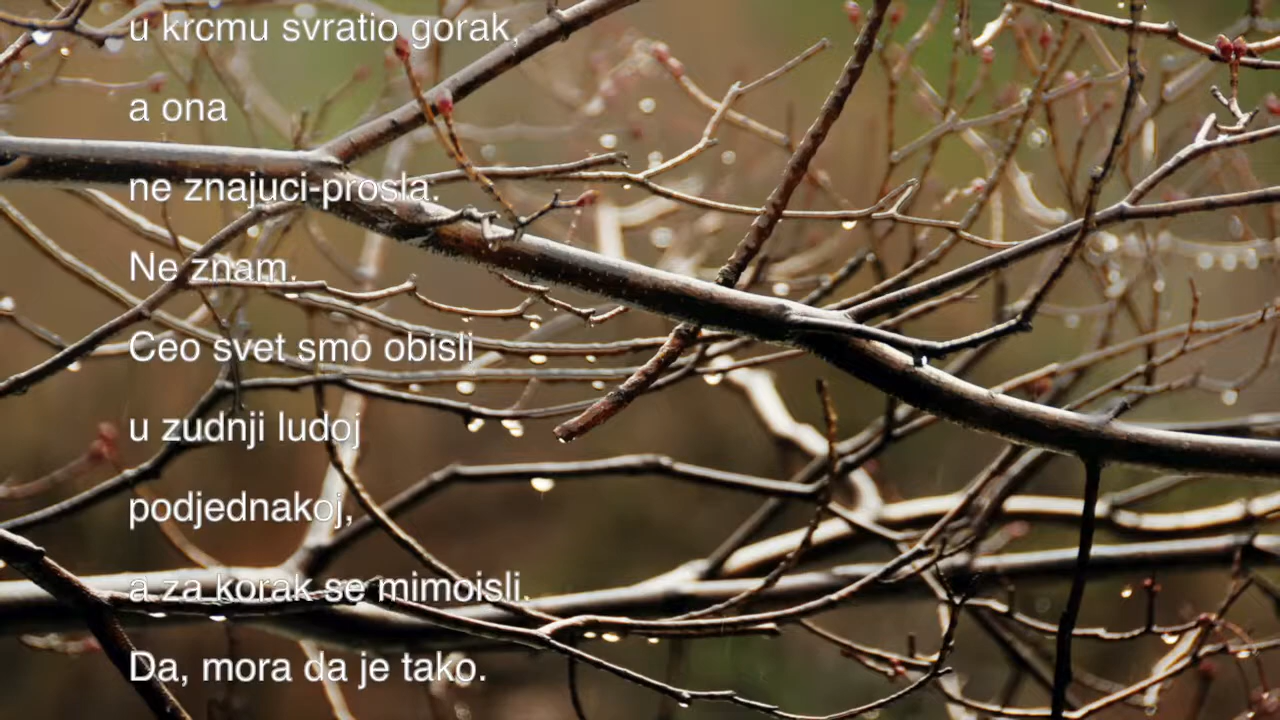 u krcmu svratio gorak,
a ona
ne znajuci-prosla.
Ne znam.
Ceo svet smo obisli
u zudnji ludoj
podjednakoj,
a za korak se mimoisli.
Da, mora da je tako.